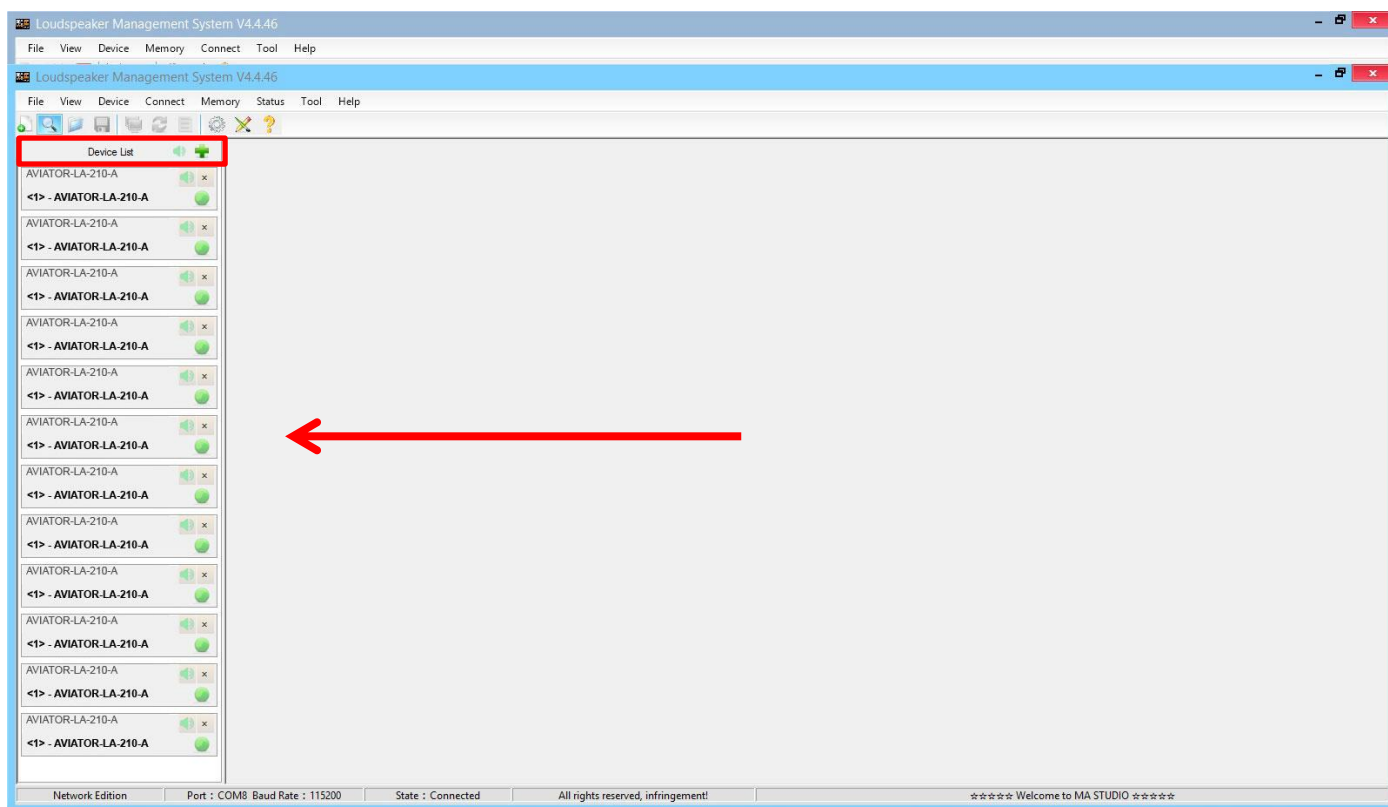 Loudspeaker Management System V4.4.46
File View Device Memory Connect Tool Help
Loudspeaker Management System V4.4.46
File View Device Connect Memory Status Tool Help
Device List
AVIATOR-LA-210-A
<1> - AVIATOR-LA-210-A
AVIATOR-LA-210-A
<1> - AVIATOR-LA-210-A
AVIATOR-LA-210-A
<1> - AVIATOR-LA-210-A
AVIATOR-LA-210-A
<1> - AVIATOR-LA-210-A
AVIATOR-LA-210-A
<1> - AVIATOR-LA-210-A
AVIATOR-LA-210-A
<1> - AVIATOR-LA-210-A
AVIATOR-LA-210-A
<1> - AVIATOR-LA-210-A
AVIATOR-LA-210-A
<1> - AVIATOR-LA-210-A
AVIATOR-LA-210-A
<1> - AVIATOR-LA-210-A
AVIATOR-LA-210-A
<1> - AVIATOR-LA-210-A
AVIATOR-LA-210-A
<1> - AVIATOR-LA-210-A
AVIATOR-LA-210-A
<1> - AVIATOR-LA-210-A
Network Edition Port : COM8 Baud Rate : 115200 State : Connected All rights reserved, infringement! ☆☆☆☆☆ Welcome to MA STUDIO ☆☆☆☆☆